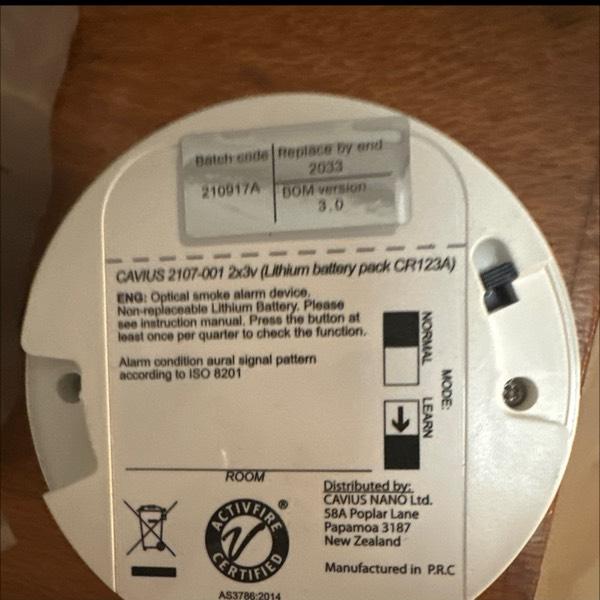 Batch code Replace by end
2033
210917A BOM version
3.0
CAVIUS 2107-001 2x3v (Lithium battery pack CR123A)
ENG: Optical smoke alarm device.
Non-replaceable Lithium Battery. Please
see instruction manual. Press the button at
least once per quarter to check the function.
Alarm condition aural signal pattern
according to ISO 8201
NORMAL
MODE:
LEARN
ROOM
ACTIVFIRE ®
CERTIFIED
AS3786:2014
Distributed by:
CAVIUS NANO Ltd.
58A Poplar Lane
Papamoa 3187
New Zealand
Manufactured in P.R.C